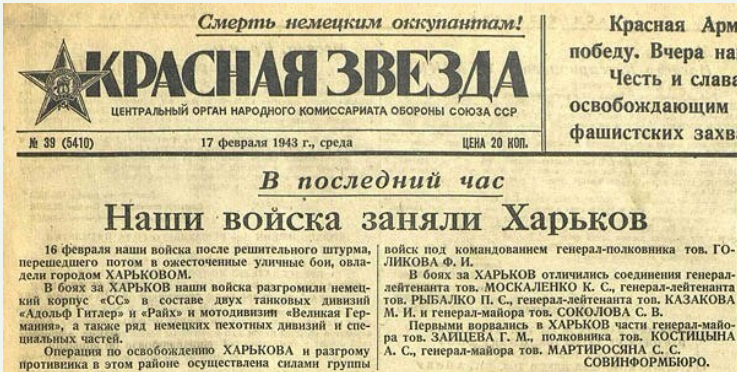 Смерть немецким оккупантам!
КРАСНАЯ ЗВЕЗДА
ЦЕНТРАЛЬНЫЙ ОРГАН НАРОДНОГО КОМИССАРИАТА ОБОРОНЫ СОЮЗА ССР
№ 39 (5410) 17 февраля 1943 г., среда ЦЕНА 20 КОП.
Красная Арм
победу. Вчера на
Честь и слава
освобождающим
фашистских захв
В последний час
Наши войска заняли Харьков
16 февраля наши войска после решительного штурма,
перешедшего потом в ожесточенные уличные бои, овла-
дели городом ХАРЬКОВОМ.
В боях за ХАРЬКОВ наши войска разгромили немец-
кий корпус «СС» в составе двух танковых дивизий
«Адольф Гитлер» и «Райх» и мотодивизии «Великая Гер-
мания», а также ряд немецких пехотных дивизий и спе-
циальных частей.
Операция по освобождению ХАРЬКОВА и разгрому
противника в этом районе осуществлена силами группы
войск под командованием генерал-полковника тов. ГО-
ЛИКОВА Ф. И.
В боях за ХАРЬКОВ отличились соединения генерал-
лейтенанта тов. МОСКАЛЕНКО К. С., генерал-лейтенанта
тов. РЫБАЛКО П. С., генерал-лейтенанта тов. КАЗАКОВА
М. И. и генерал-майора тов. СОКОЛОВА С. В.
Первыми ворвались в ХАРЬКОВ части генерал-майо-
ра тов. ЗАЙЦЕВА Г. М., полковника тов. КОСТИЦЫНА
А. С., генерал-майора тов. МАРТИРОСЯНА С. С.
СОВИНФОРМБЮРО.